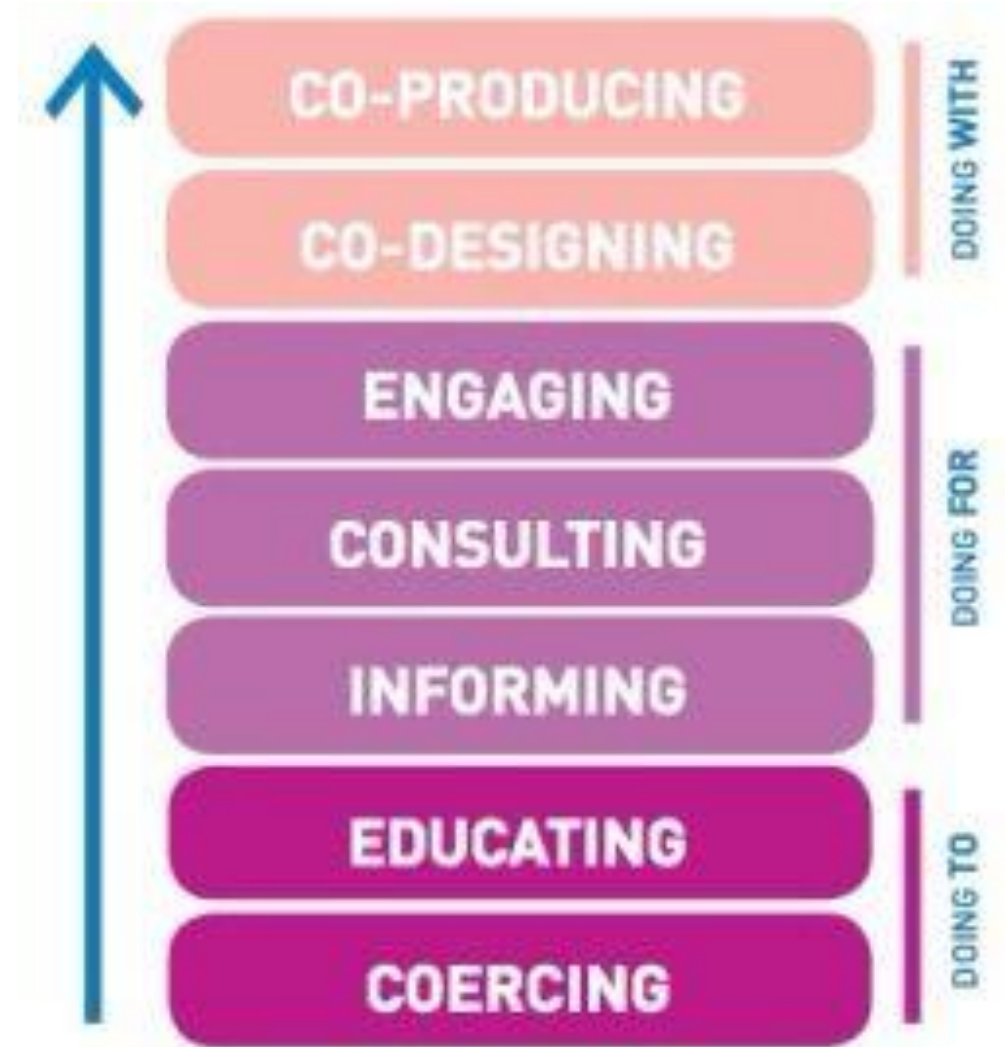 CO-PRODUCING
CO-DESIGNING
DOING WITH
ENGAGING
CONSULTING
INFORMING
DOING FOR
EDUCATING
COERCING
DOING TO